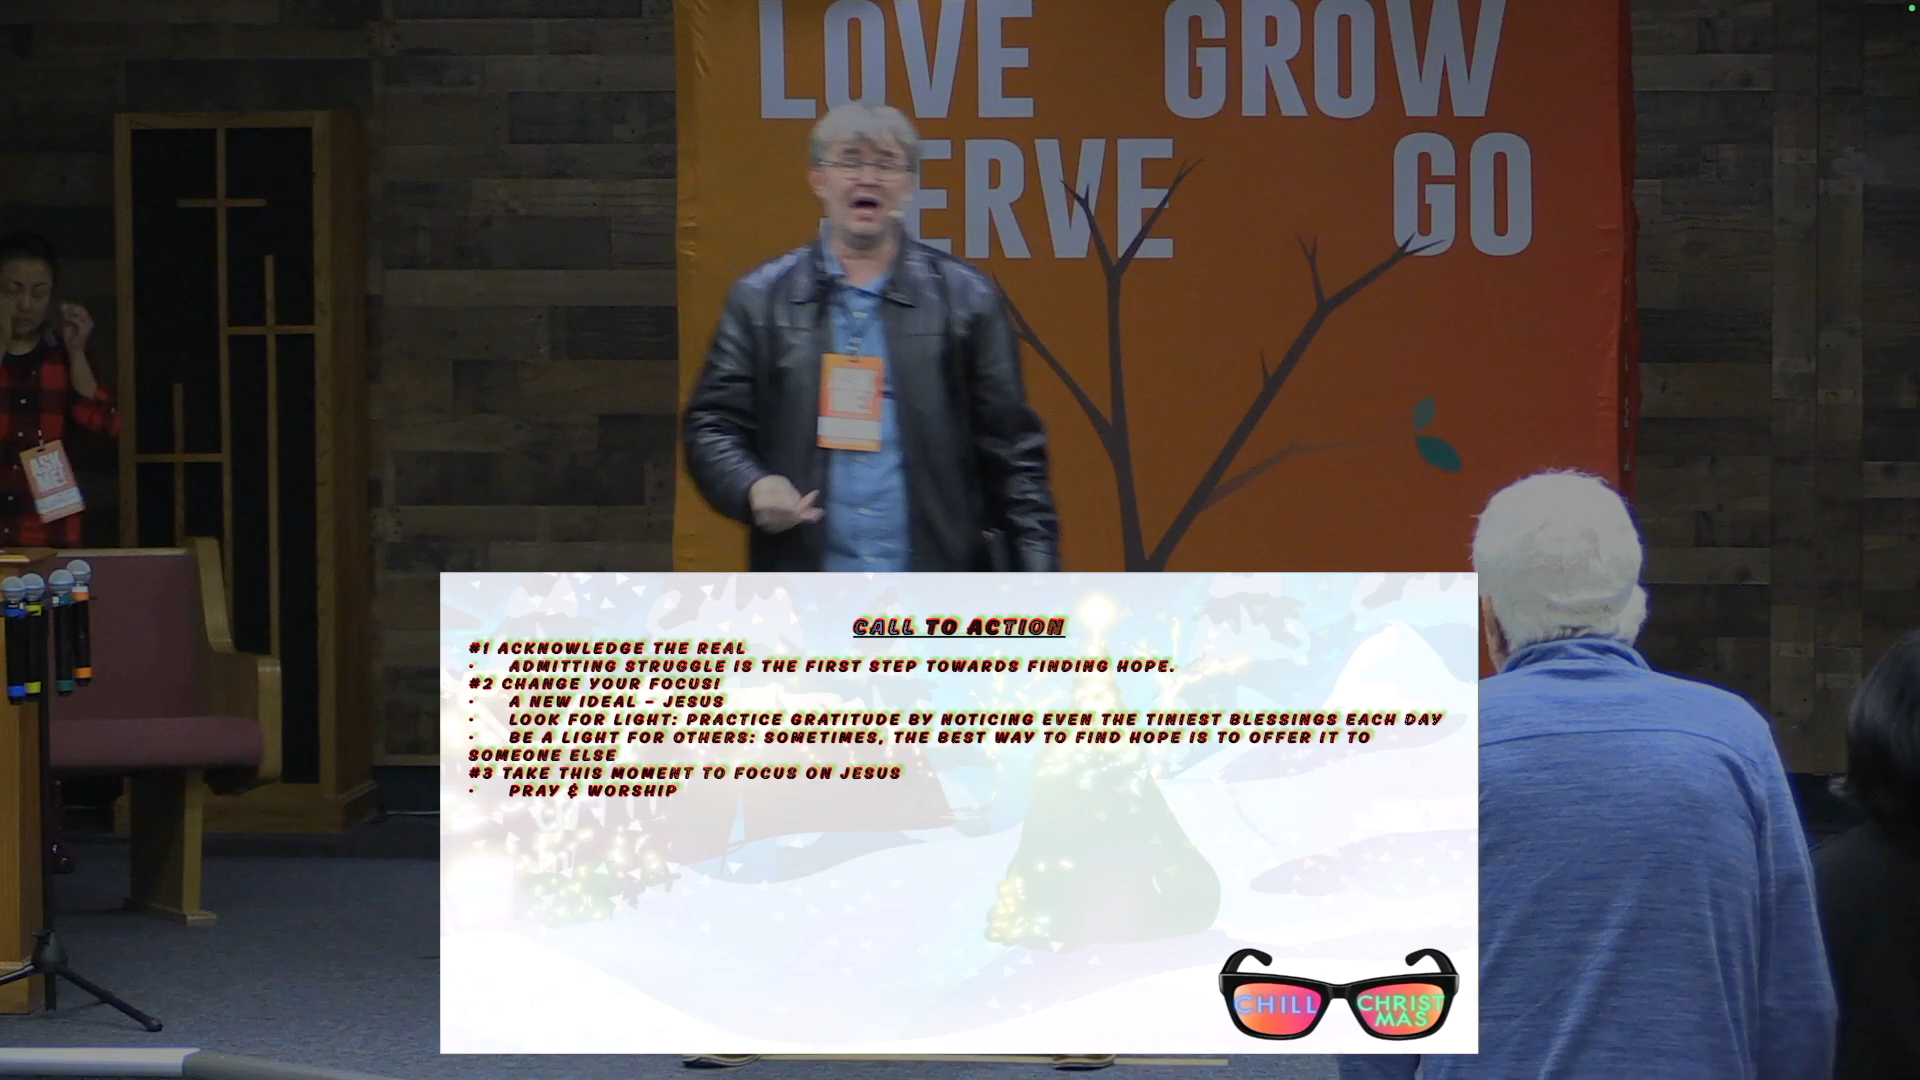 LOVE GROW
SERVE GO
CALL TO ACTION
#1 ACKNOWLEDGE THE REAL
· ADMITTING STRUGGLE IS THE FIRST STEP TOWARDS FINDING HOPE.
#2 CHANGE YOUR FOCUS!
· A NEW IDEAL – JESUS
· LOOK FOR LIGHT: PRACTICE GRATITUDE BY NOTICING EVEN THE TINIEST BLESSINGS EACH DAY
· BE A LIGHT FOR OTHERS: SOMETIMES, THE BEST WAY TO FIND HOPE IS TO OFFER IT TO
SOMEONE ELSE
#3 TAKE THIS MOMENT TO FOCUS ON JESUS
· PRAY & WORSHIP
CHILL CHRIST
MAS